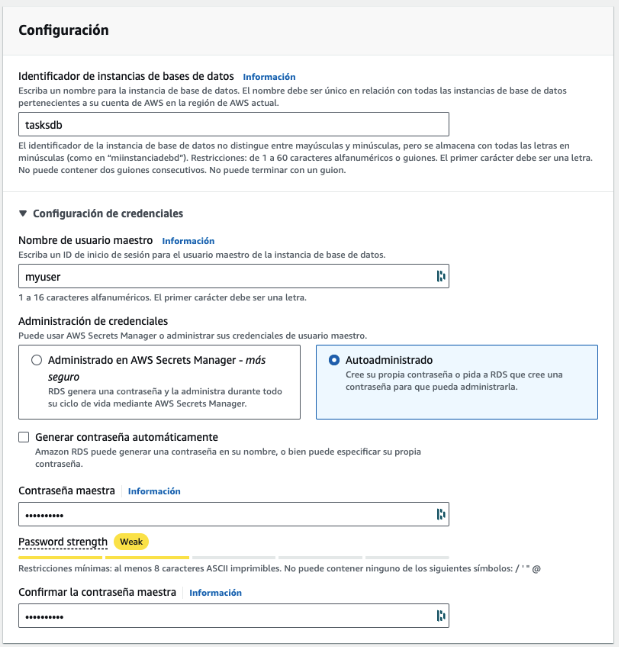 Configuración
Identificador de instancias de bases de datos Información
Escriba un nombre para la instancia de base de datos. El nombre debe ser único en relación con todas las instancias de base de datos
pertenecientes a su cuenta de AWS en la región de AWS actual.
tasksdb
El identificador de la instancia de base de datos no distingue entre mayúsculas y minúsculas, pero se almacena con todas las letras en
minúsculas (como en "miinstanciadebd"). Restricciones: de 1 a 60 caracteres alfanuméricos o guiones. El primer carácter debe ser una letra.
No puede contener dos guiones consecutivos. No puede terminar con un guion.
Configuración de credenciales
Nombre de usuario maestro Información
Escriba un ID de inicio de sesión para el usuario maestro de la instancia de base de datos.
myuser
1 a 16 caracteres alfanuméricos. El primer carácter debe ser una letra.
Administración de credenciales
Puede usar AWS Secrets Manager o administrar sus credenciales de usuario maestro.
Administrado en AWS Secrets Manager - más
seguro
RDS genera una contraseña y la administra durante todo
su ciclo de vida mediante AWS Secrets Manager.
Autoadministrado
Cree su propia contraseña o pida a RDS que cree una
contraseña para que pueda administrarla.
Generar contraseña automáticamente
Amazon RDS puede generar una contraseña en su nombre, o bien puede especificar su propia
contraseña.
Contraseña maestra Información
••••••••••
Password strength Weak
Restricciones mínimas: al menos 8 caracteres ASCII imprimibles. No puede contener ninguno de los siguientes símbolos: / ' " @
Confirmar la contraseña maestra Información
••••••••••